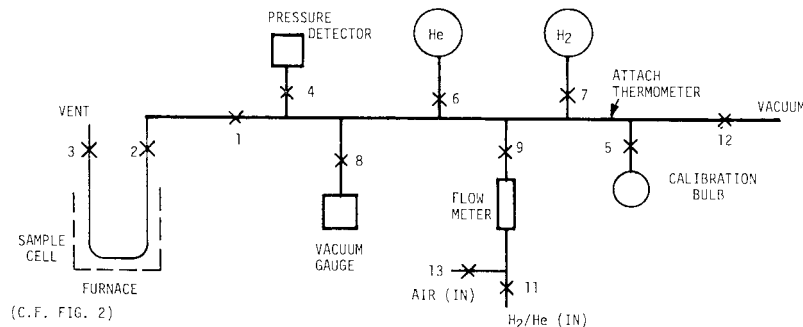 PRESSURE
DETECTOR
He
H2
4
6
7
ATTACH
THERMOMETER
VACUUM
VENT
3
2
1
8
9
5
12
CALIBRATION
BULB
FLOW
METER
SAMPLE
CELL
VACUUM
GAUGE
13
11
AIR (IN)
FURNACE
(C.F. FIG. 2)
H2/He (IN)